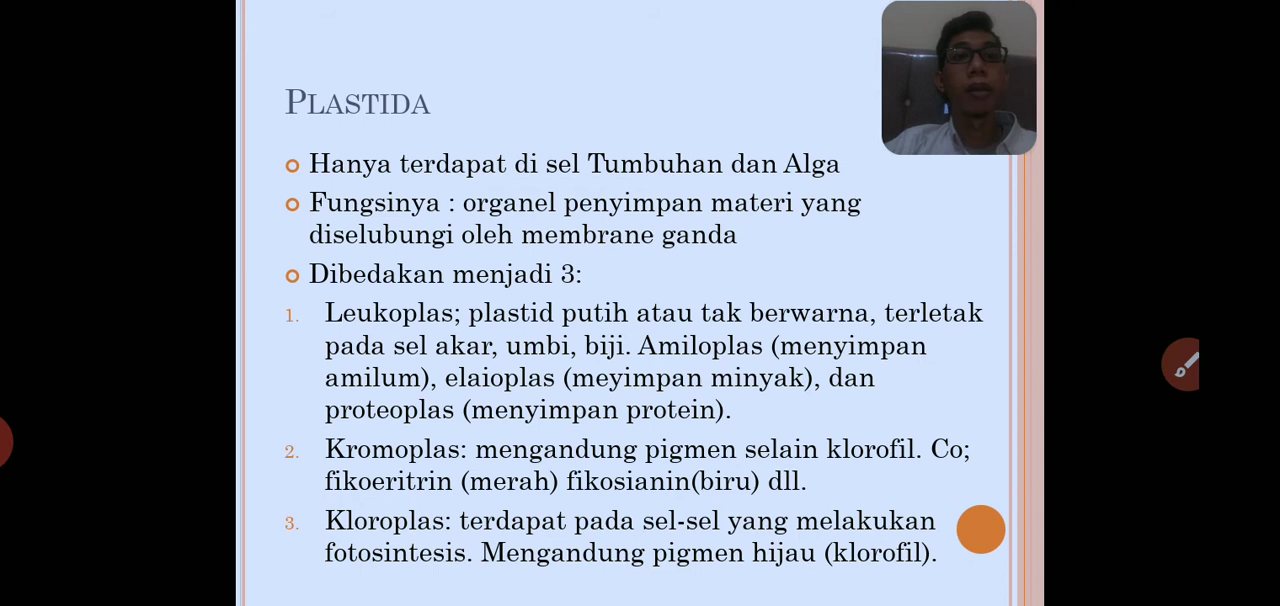 PLASTIDA
Hanya terdapat di sel Tumbuhan dan Alga
Fungsinya : organel penyimpan materi yang
diselubungi oleh membrane ganda
Dibedakan menjadi 3:
1. Leukoplas; plastid putih atau tak berwarna, terletak
pada sel akar, umbi, biji. Amiloplas (menyimpan
amilum), elaioplas (meyimpan minyak), dan
proteoplas (menyimpan protein).
2. Kromoplas: mengandung pigmen selain klorofil. Co;
fikoeritrin (merah) fikosianin(biru) dll.
3. Kloroplas: terdapat pada sel-sel yang melakukan
fotosintesis. Mengandung pigmen hijau (klorofil).